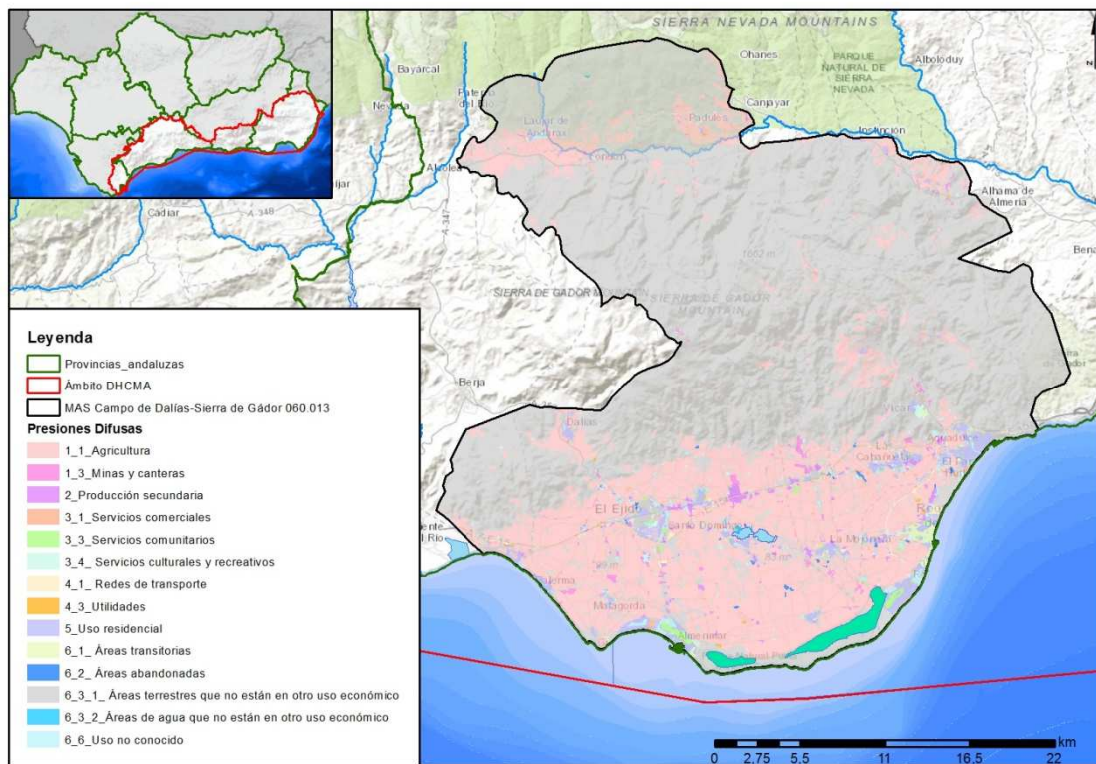 SIERRA NEVADA MOUNTAINS
Ohanes
Alboloduy
PARQUE
NATURAL DE
SIERRA
NEVADA
Bayárcal
Paterna
del Río
Nevada
Laujar de
Andarax
Padules
Canjáyar
Instinción
Alcolea
Alhama de
Almería
Cádiar
A 348
A 347
SIERRA DE GADOR MOUNTAIN
SIERRA DE GADOR
MOUNTAIN
Berja
Dalías
Vícar
La
Cabañuela
Aguadulce
El Ejido
Santo Domingo
La Mojonera
83 m
Matagorda
Almerimar
Leyenda
Provincias_andaluzas
Ámbito DHCMA
MAS Campo de Dalías-Sierra de Gádor 060.013
Presiones Difusas
1_1_Agricultura
1_3_Minas y canteras
2_Producción secundaria
3_1_Servicios comerciales
3_3_Servicios comunitarios
3_4_ Servicios culturales y recreativos
4_1_ Redes de transporte
4_3_Utilidades
5_Uso residencial
6_1_ Áreas transitorias
6_2_ Áreas abandonadas
6_3_1_ Áreas terrestres que no están en otro uso económico
6_3_2_Áreas de agua que no están en otro uso económico
6_6_Uso no conocido
km
0 2.75 5.5 11 16.5 22